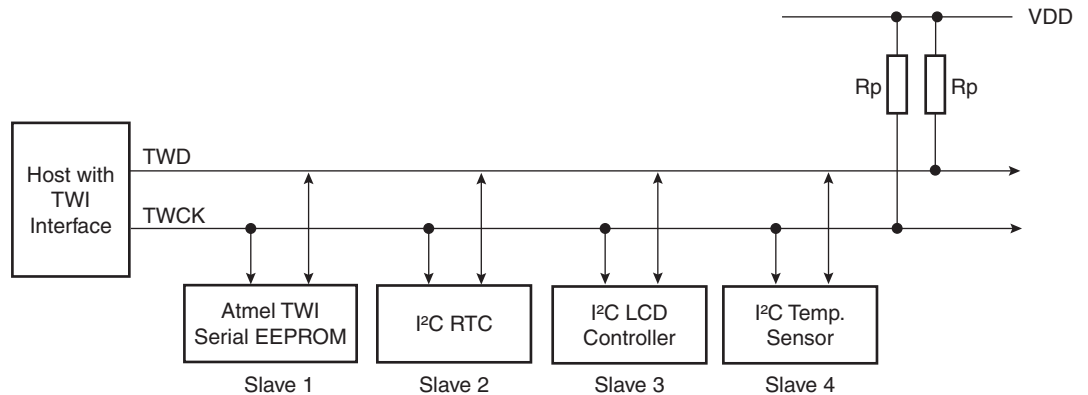 VDD
Rp
Rp
Host with
TWI
Interface
TWD
TWCK
Atmel TWI
Serial EEPROM
Slave 1
I²C RTC
Slave 2
I²C LCD
Controller
Slave 3
I²C Temp.
Sensor
Slave 4